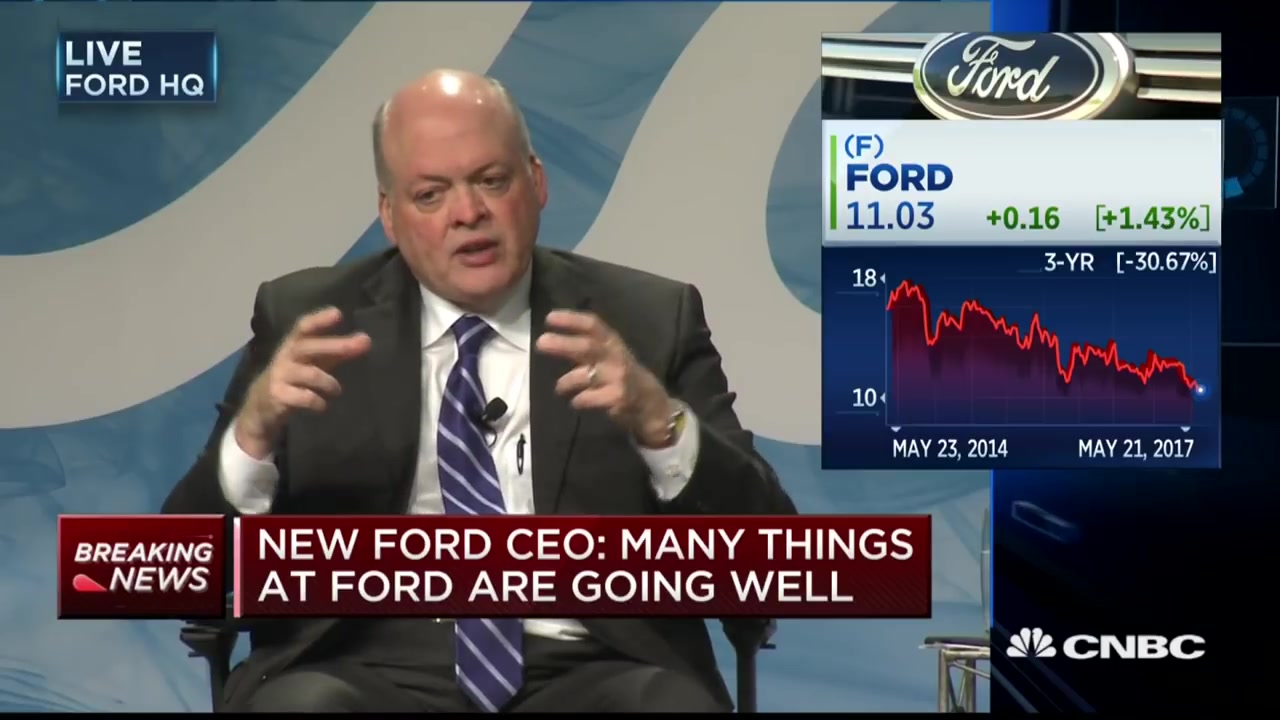 LIVE
FORD HQ
Ford
(F)
FORD
11.03 +0.16 [+1.43%]
3-YR [-30.67%]
18
10
MAY 23, 2014 MAY 21, 2017
BREAKING
NEWS
NEW FORD CEO: MANY THINGS
AT FORD ARE GOING WELL
CNBC